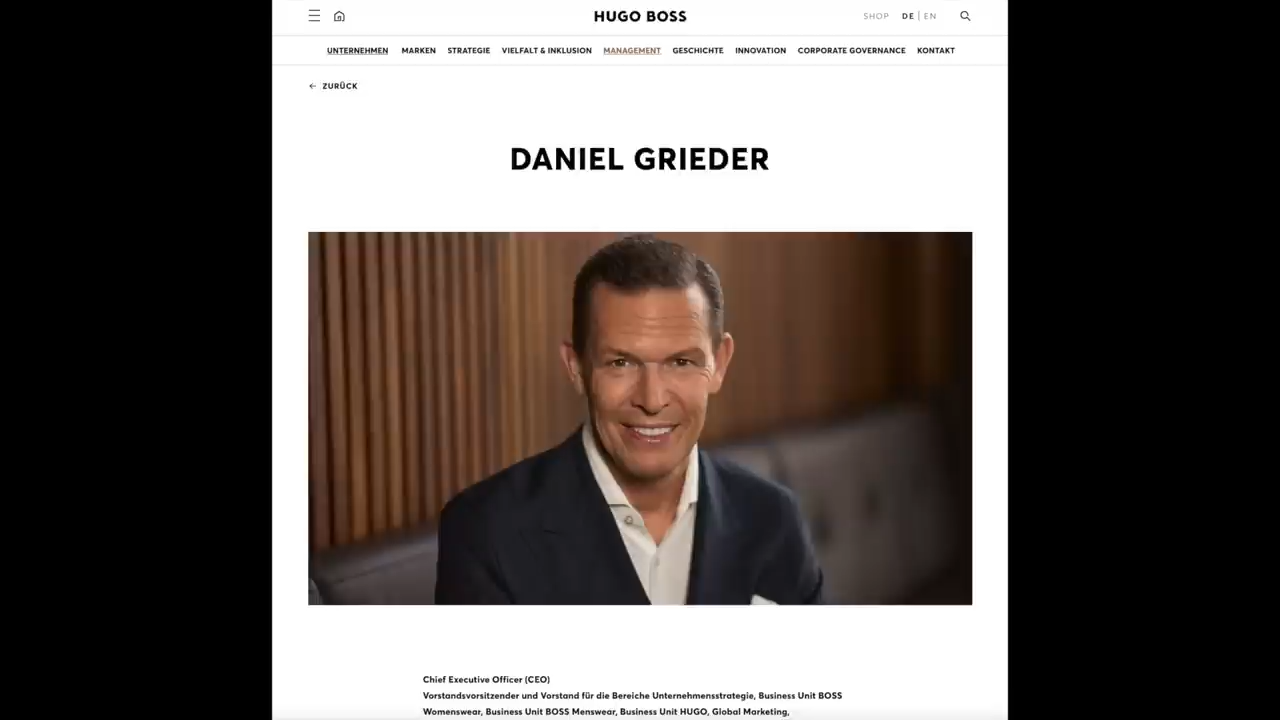 HUGO BOSS
SHOP DE | EN
UNTERNEHMEN MARKEN STRATEGIE VIELFALT & INKLUSION MANAGEMENT GESCHICHTE INNOVATION CORPORATE GOVERNANCE KONTAKT
← ZURÜCK
DANIEL GRIEDER
Chief Executive Officer (CEO)
Vorstandsvorsitzender und Vorstand für die Bereiche Unternehmensstrategie, Business Unit BOSS
Womenswear, Business Unit BOSS Menswear, Business Unit HUGO, Global Marketing,